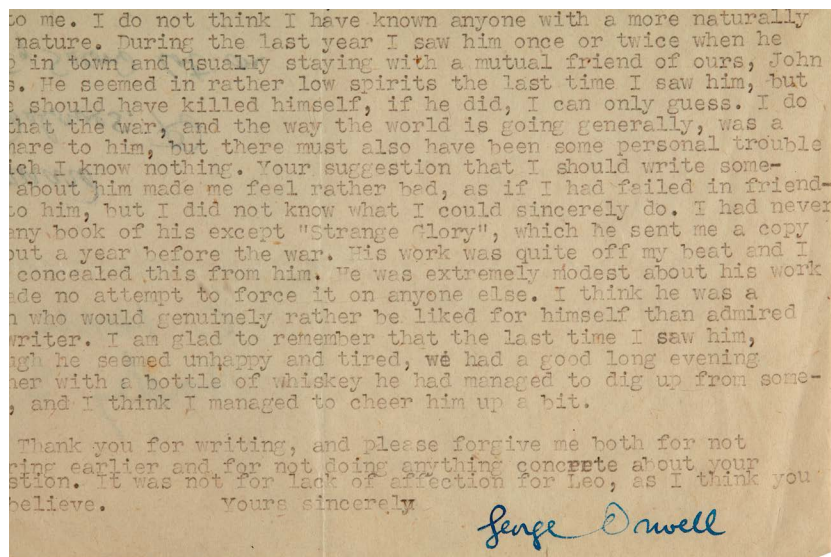 to me. I do not think I have known anyone with a more naturally
nature. During the last year I saw him once or twice when he
in town and usually staying with a mutual friend of ours, John
s. He seemed in rather low spirits the last time I saw him, but
should have killed himself, if he did, I can only guess. I do
that the war, and the way the world is going generally, was a
mare to him, but there must also have been some personal trouble
ich I know nothing. Your suggestion that I should write some-
about him made me feel rather bad, as if I had failed in friend-
to him, but I did not know what I could sincerely do. I had never
any book of his except "Strange Glory", which he sent me a copy
out a year before the war. His work was quite off my beat and I
concealed this from him. He was extremely modest about his work
ade no attempt to force it on anyone else. I think he was a
n who would genuinely rather be liked for himself than admired
writer. I am glad to remember that the last time I saw him,
ugh he seemed unhappy and tired, we had a good long evening
her with a bottle of whiskey he had managed to dig up from some-
, and I think I managed to cheer him up a bit.
Thank you for writing, and please forgive me both for not
ring earlier and for not doing anything concrete about your
stion. It was not for lack of affection for Leo, as I think you
believe. Yours sincerely
George Orwell